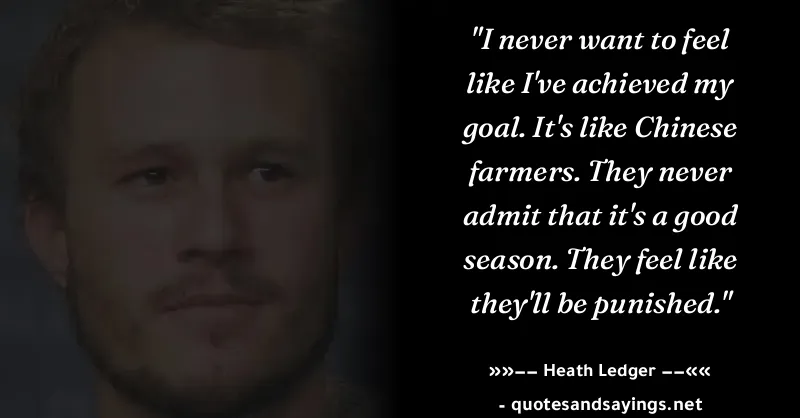 "I never want to feel
like I've achieved my
goal. It's like Chinese
farmers. They never
admit that it's a good
season. They feel like
they'll be punished."
»»−− Heath Ledger −−««
- quotesandsayings.net